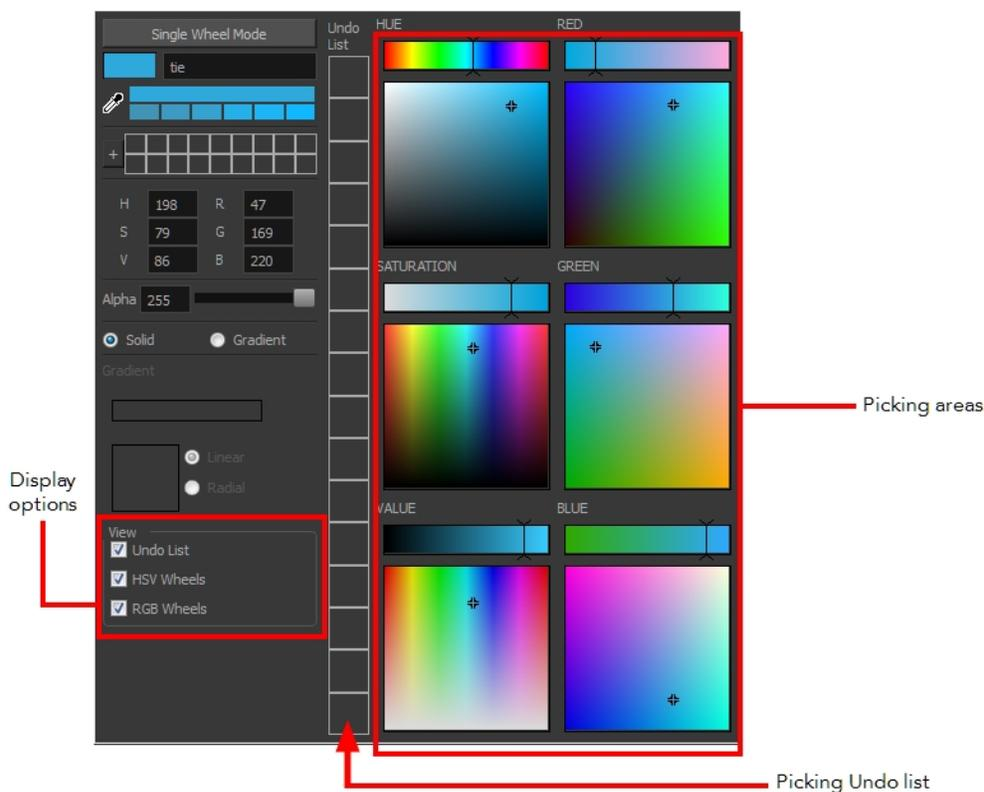 Single Wheel Mode
tie
+
H 198 R 47
S 79 G 169
V 86 B 220
Alpha 255
Solid Gradient
Gradient
Linear
Radial
View
Undo List
HSV Wheels
RGB Wheels
Undo
List
HUE
RED
SATURATION
GREEN
VALUE
BLUE
Display
options
Picking areas
Picking Undo list